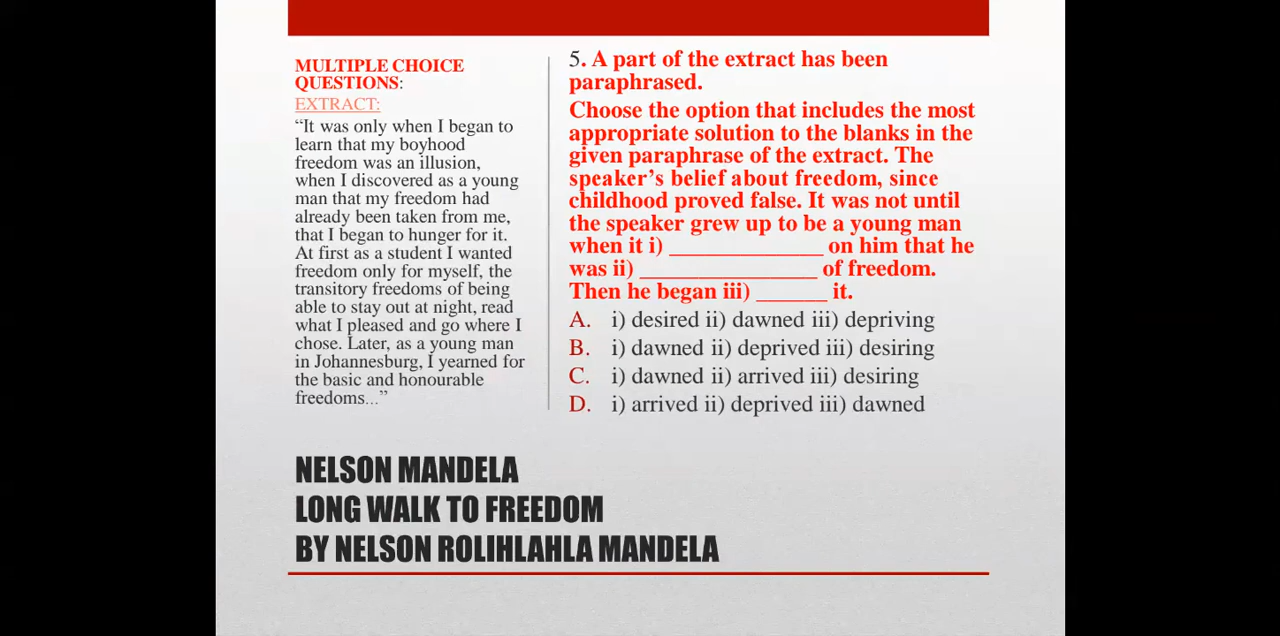 MULTIPLE CHOICE
QUESTIONS:
EXTRACT:
“It was only when I began to
learn that my boyhood
freedom was an illusion,
when I discovered as a young
man that my freedom had
already been taken from me,
that I began to hunger for it.
At first as a student I wanted
freedom only for myself, the
transitory freedoms of being
able to stay out at night, read
what I pleased and go where I
chose. Later, as a young man
in Johannesburg, I yearned for
the basic and honourable
freedoms...”
5. A part of the extract has been
paraphrased.
Choose the option that includes the most
appropriate solution to the blanks in the
given paraphrase of the extract. The
speaker’s belief about freedom, since
childhood proved false. It was not until
the speaker grew up to be a young man
when it i) _____________ on him that he
was ii) _______________ of freedom.
Then he began iii) ______ it.
A. i) desired ii) dawned iii) depriving
B. i) dawned ii) deprived iii) desiring
C. i) dawned ii) arrived iii) desiring
D. i) arrived ii) deprived iii) dawned
NELSON MANDELA
LONG WALK TO FREEDOM
BY NELSON ROLIHLAHLA MANDELA